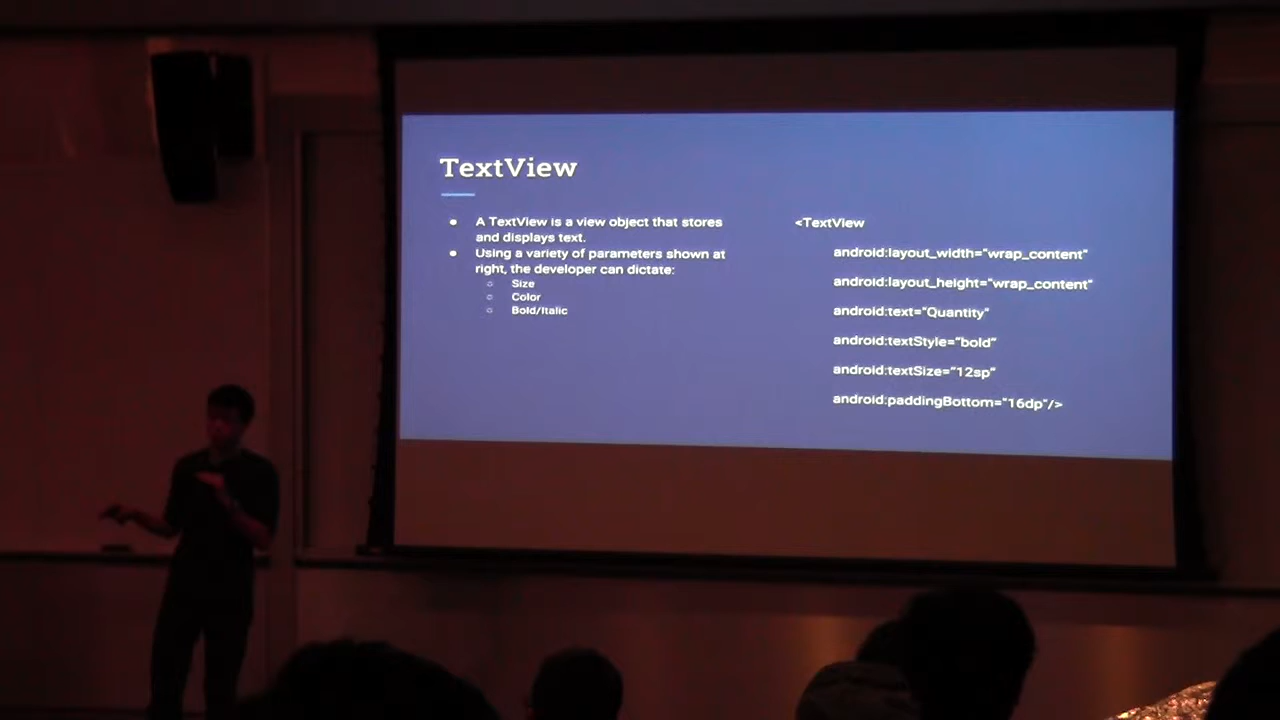 TextView
● A TextView is a view object that stores
and displays text.
● Using a variety of parameters shown at
right, the developer can dictate:
○ Size
○ Color
○ Bold/Italic
<TextView
android:layout_width="wrap_content"
android:layout_height="wrap_content"
android:text="Quantity"
android:textStyle="bold"
android:textSize="12sp"
android:paddingBottom="16dp"/>